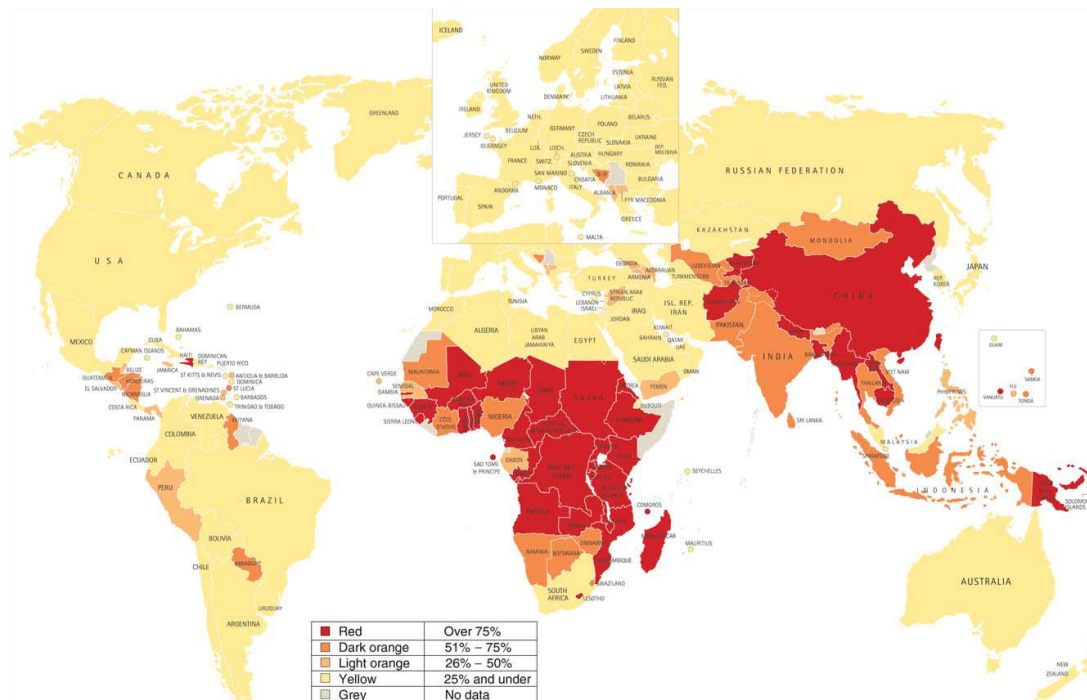 ICELAND
FINLAND
SWEDEN
NORWAY
ESTONIA
RUSSIAN
FED.
LATVIA
UNITED
KINGDOM
DENMARK
LITHUANIA
IRELAND
NETH.
BELARUS
POLAND
GERMANY
BELGIUM
CZECH
REPUBLIC
UKRAINE
JERSEY
GUERNSEY
LUX.
LIECH.
SLOVAKIA
REP.
MOLDOVA
FRANCE
SWITZ.
AUSTRIA
HUNGARY
SLOVENIA
ROMANIA
SAN MARINO
CROATIA
B-H
BULGARIA
ANDORRA
MONACO
ITALY
ALBANIA
FYR MACEDONIA
PORTUGAL
SPAIN
GREECE
MALTA
GREENLAND
CANADA
RUSSIAN FEDERATION
USA
KAZAKHSTAN
MONGOLIA
GEORGIA
ARMENIA
AZERBAIJAN
UZBEKISTAN
TURKMENISTAN
TURKEY
CYPRUS
LEBANON
ISRAEL
SYRIAN ARAB
REPUBLIC
IRAQ
ISL. REP.
IRAN
JORDAN
REP.
KOREA
JAPAN
CHINA
BERMUDA
MOROCCO
TUNISIA
ALGERIA
LIBYAN
ARAB
JAMAHIRIYA
EGYPT
KUWAIT
BAHRAIN
QATAR
UAE
SAUDI ARABIA
OMAN
PAKISTAN
INDIA
MEXICO
BAHAMAS
CUBA
CAYMAN ISLANDS
HAITI
DOMINICAN
REP.
PUERTO RICO
JAMAICA
BELIZE
ST KITTS & NEVIS
ANTIGUA & BARBUDA
DOMINICA
GUATEMALA
HONDURAS
EL SALVADOR
NICARAGUA
ST VINCENT & GRENADINES
ST LUCIA
BARBADOS
GRENADA
TRINIDAD & TOBAGO
COSTA RICA
PANAMA
VENEZUELA
GUYANA
COLOMBIA
ECUADOR
PERU
BRAZIL
BOLIVIA
PARAGUAY
CHILE
URUGUAY
ARGENTINA
CAPE VERDE
MAURITANIA
MALI
NIGER
CHAD
SUDAN
YEMEN
SENEGAL
GAMBIA
GUINEA-BISSAU
SIERRA LEONE
CÔTE
D'IVOIRE
NIGERIA
DJIBOUTI
ETHIOPIA
SAO TOME
& PRINCIPE
GABON
ANGOLA
SEYCHELLES
COMOROS
MADAGASCAR
MAURITIUS
ZIMBABWE
MOZAMBIQUE
NAMIBIA
BOTSWANA
SWAZILAND
LESOTHO
SOUTH
AFRICA
VIET NAM
THAILAND
PHILIPPINES
SRI LANKA
MALAYSIA
SINGAPORE
INDONESIA
SOLOMON
ISLANDS
GUAM
SAMOA
FIJI
VANUATU
TONGA
AUSTRALIA
NEW
ZEALAND
Red Over 75%
Dark orange 51% – 75%
Light orange 26% – 50%
Yellow 25% and under
Grey No data